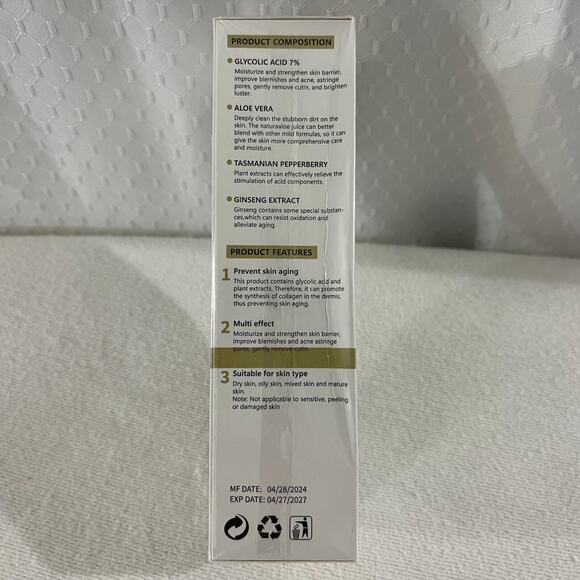 PRODUCT COMPOSITION
GLYCOLIC ACID 7%
Moisturize and strengthen skin barrier,
improve blemishes and acne, astringe
pores, gently remove cutin, and brighten
luster.
ALOE VERA
Deeply clean the stubborn dirt on the
skin. The naturaaloe juice can better
blend with other mild formulas, so it can
give the skin more comprehensive care
and moisture.
TASMANIAN PEPPERBERRY
Plant extracts can effectively relieve the
stimulation of acid components.
GINSENG EXTRACT
Ginseng contains some special substan-
ces,which can resist oxidation and
alleviate aging.
PRODUCT FEATURES
1 Prevent skin aging
This product contains glycolic acid and
plant extracts. Therefore, it can promote
the synthesis of collagen in the dermis,
thus preventing skin aging.
2 Multi effect
Moisturize and strengthen skin barrier,
improve blemishes and acne astringe
pores, gently remove cutin.
3 Suitable for skin type
Dry skin, oily skin, mixed skin and mature
skin.
Note: Not applicable to sensitive, peeling
or damaged skin
MF DATE: 04/28/2024
EXP DATE: 04/27/2027